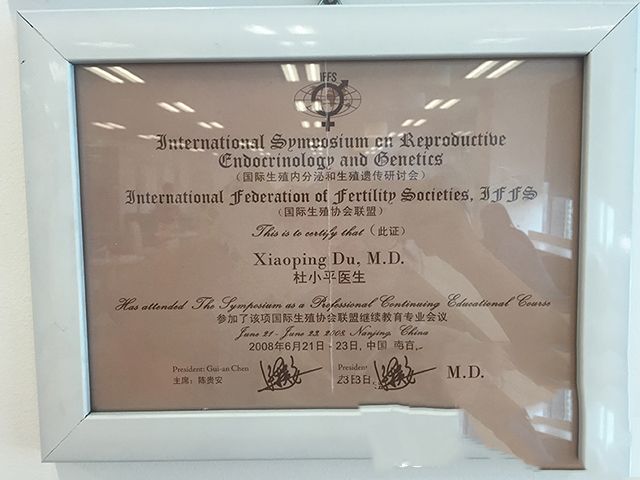 IFFS
International Symposium on Reproductive
Endocrinology and Genetics
(国际生殖内分泌和生殖遗传研讨会)
International Federation of Fertility Societies, IFFS
(国际生殖协会联盟)
This is to certify that (此证)
Xiaoping Du, M.D.
杜小平医生
Has attended The Symposium as a Professional Continuing Educational Course
参加了该项国际生殖协会联盟继续教育专业会议
June 21 - June 23, 2008, Nanjing, China
2008年6月21日 - 23日, 中国
President: Gui-an Chen
主席: 陈贵安
President
M.D.